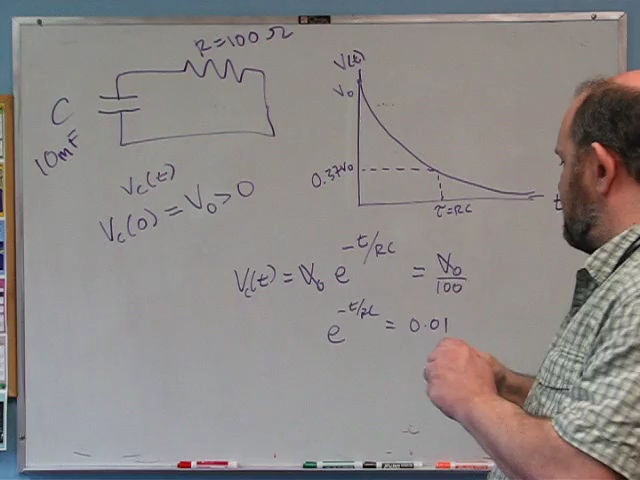 R=100Ω
C
10mF
Vc(t)
Vc(0) = V0 > 0
V(t)
V0
0.37V0
τ=RC
t
Vc(t) = V0 e^-t/RC = V0/100
e^-t/RC = 0.01